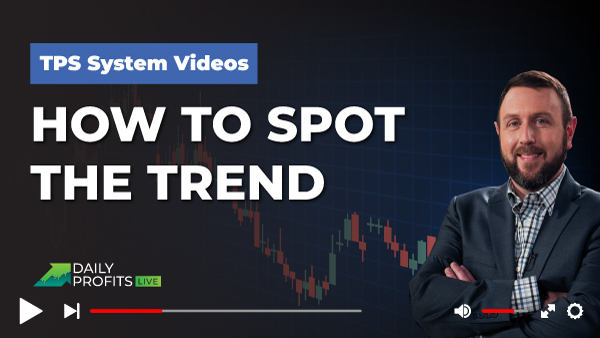 TPS System Videos
HOW TO SPOT
THE TREND
DAILY
PROFITS LIVE